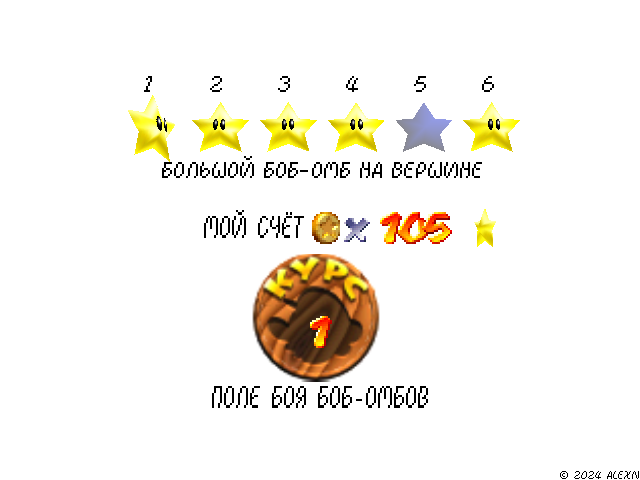 1 2 3 4 5 6
БОЛЬШОЙ БОБ-ОМБ НА ВЕРШИНЕ
МОЙ СЧЁТ × 105
КУРС
1
ПОЛЕ БОЯ БОБ-ОМБОВ
© 2024 ALEXN